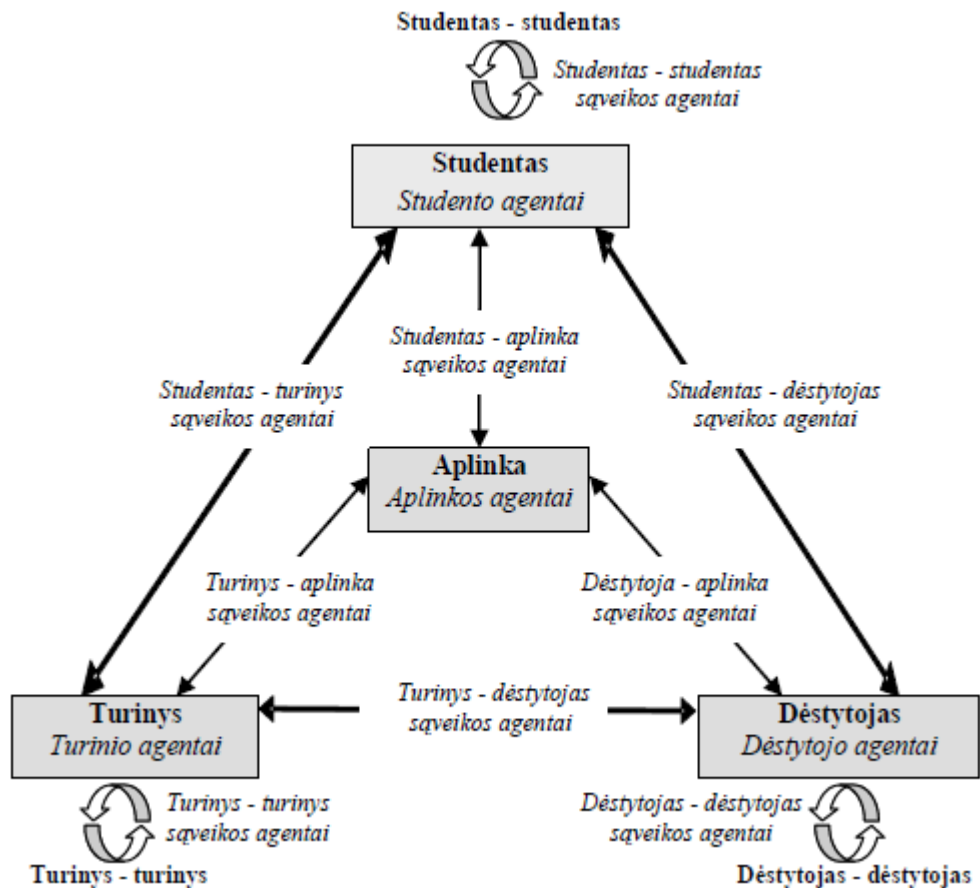 Studentas - studentas
Studentas - studentas
sąveikos agentai
Studentas
Studento agentai
Studentas - aplinka
sąveikos agentai
Studentas - turinys
sąveikos agentai
Studentas - dėstytojas
sąveikos agentai
Aplinka
Aplinkos agentai
Turinys - aplinka
sąveikos agentai
Dėstytoja - aplinka
sąveikos agentai
Turinys - dėstytojas
sąveikos agentai
Turinys
Turinio agentai
Dėstytojas
Dėstytojo agentai
Turinys - turinys
sąveikos agentai
Dėstytojas - dėstytojas
sąveikos agentai
Turinys - turinys
Dėstytojas - dėstytojas